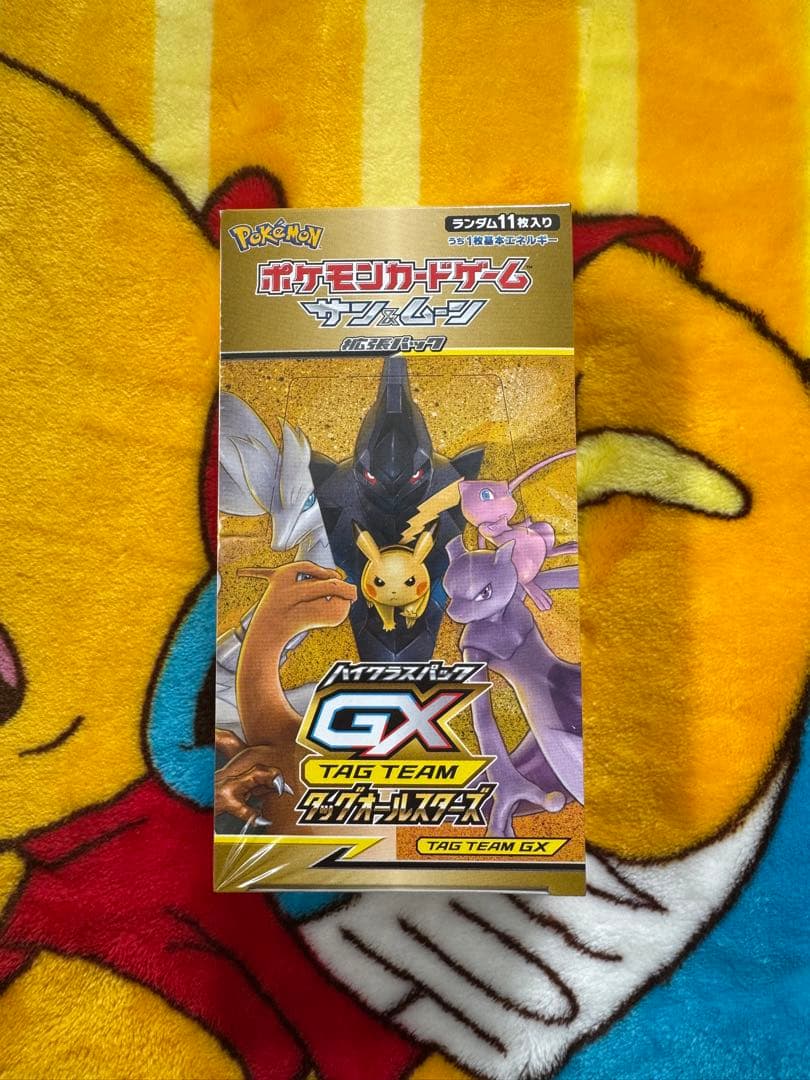 POKéMON
ランダム11枚入り
うち1枚基本エネルギー
ポケモンカードゲーム™
サン&ムーン
拡張パック
ハイクラスパック
GX
TAG TEAM
タッグオールスターズ
TAG TEAM GX